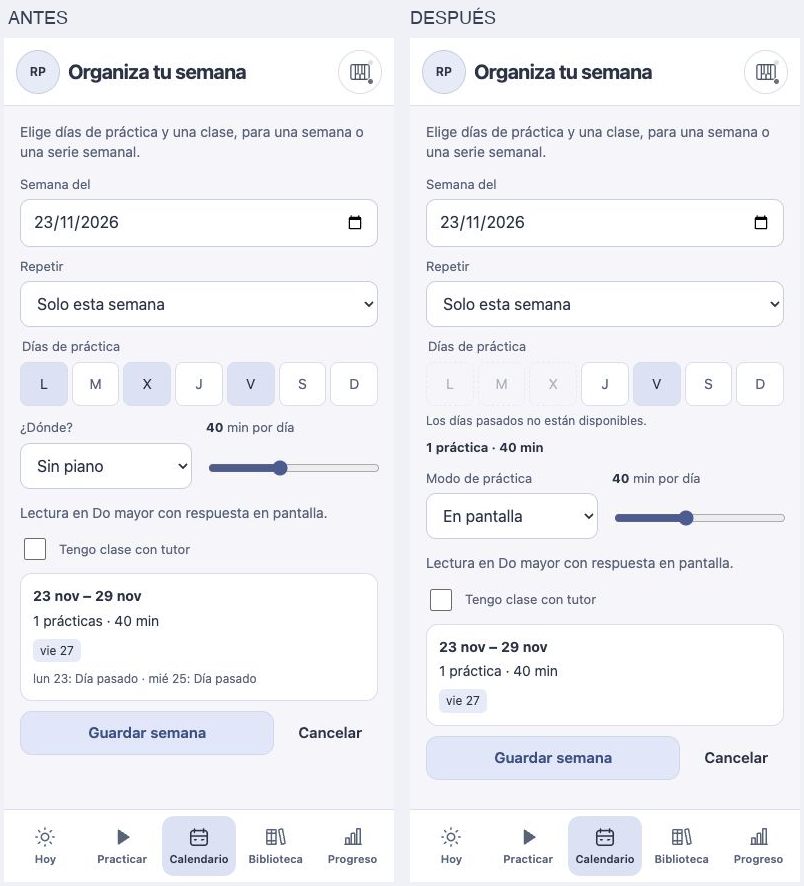 ANTES
RP
Organiza tu semana
Elige días de práctica y una clase, para una semana o
una serie semanal.
Semana del
23/11/2026
Repetir
Solo esta semana
Días de práctica
L M X J V S D
¿Dónde?
40 min por día
Sin piano
Lectura en Do mayor con respuesta en pantalla.
Tengo clase con tutor
23 nov – 29 nov
1 prácticas · 40 min
vie 27
lun 23: Día pasado · mié 25: Día pasado
Guardar semana
Cancelar
Hoy Practicar Calendario Biblioteca Progreso
DESPUÉS
RP
Organiza tu semana
Elige días de práctica y una clase, para una semana o
una serie semanal.
Semana del
23/11/2026
Repetir
Solo esta semana
Días de práctica
L M X J V S D
Los días pasados no están disponibles.
1 práctica · 40 min
Modo de práctica
40 min por día
En pantalla
Lectura en Do mayor con respuesta en pantalla.
Tengo clase con tutor
23 nov – 29 nov
1 práctica · 40 min
vie 27
Guardar semana
Cancelar
Hoy Practicar Calendario Biblioteca Progreso